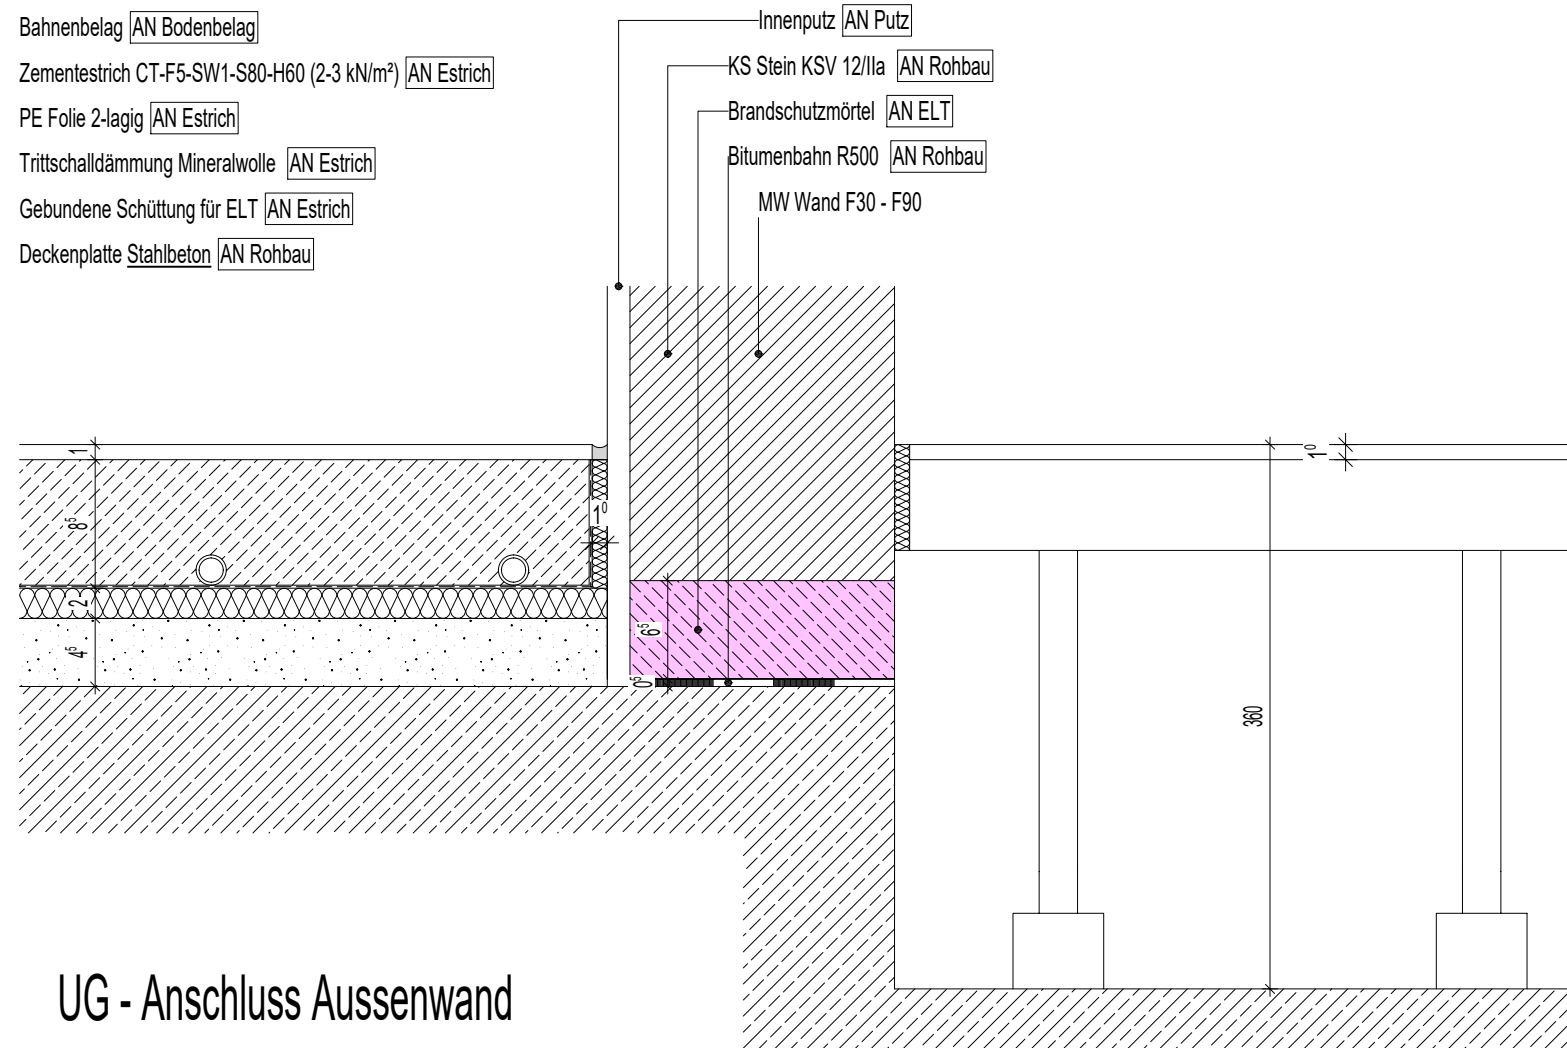 Bahnenbelag AN Bodenbelag
Zementestrich CT-F5-SW1-S80-H60 (2-3 kN/m²) AN Estrich
PE Folie 2-lagig AN Estrich
Trittschalldämmung Mineralwolle AN Estrich
Gebundene Schüttung für ELT AN Estrich
Deckenplatte Stahlbeton AN Rohbau
Innenputz AN Putz
KS Stein KSV 12/IIa AN Rohbau
Brandschutzmörtel AN ELT
Bitumenbahn R500 AN Rohbau
MW Wand F30 - F90
1
8⁵
2
4⁵
1⁰
6⁵
0⁵
1⁰
360
UG - Anschluss Aussenwand